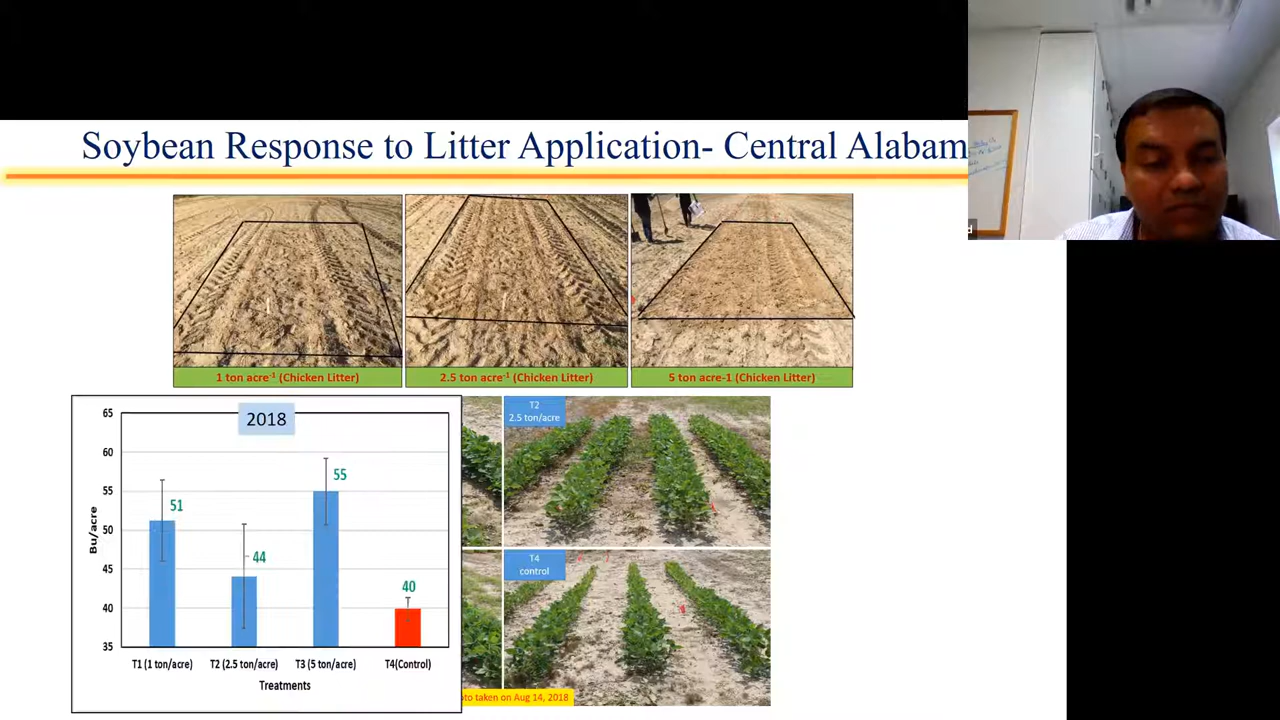 Soybean Response to Litter Application- Central Alabam
d
1 ton acre-1 (Chicken Litter)
2.5 ton acre-1 (Chicken Litter)
5 ton acre-1 (Chicken Litter)
2018
65
60
55
50
45
40
35
Bu/acre
51
44
55
40
T1 (1 ton/acre)
T2 (2.5 ton/acre)
T3 (5 ton/acre)
T4(Control)
Treatments
T2
2.5 ton/acre
T4
control
oto taken on Aug 14, 2018